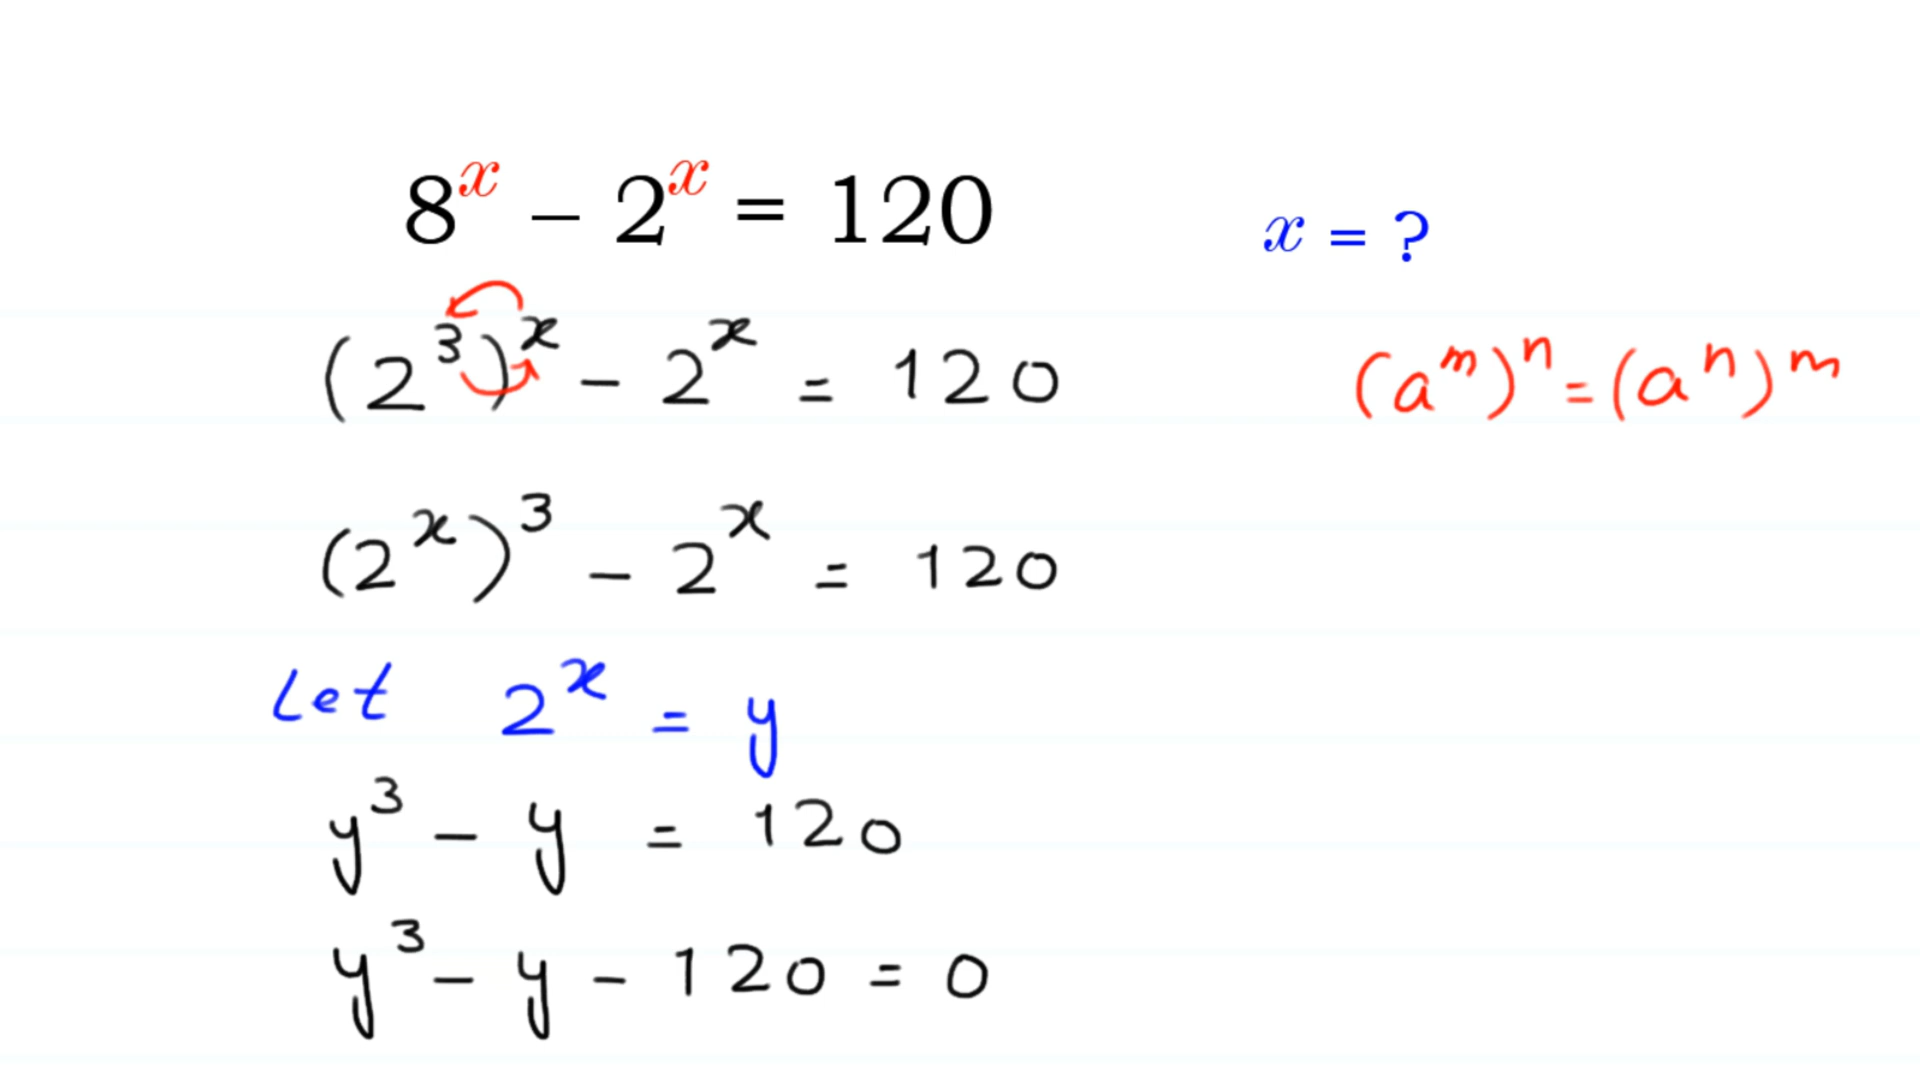 8^x − 2^x = 120
x = ?
(2^3)^x − 2^x = 120
(a^m)^n = (a^n)^m
(2^x)^3 − 2^x = 120
Let 2^x = y
y^3 − y = 120
y^3 − y − 120 = 0